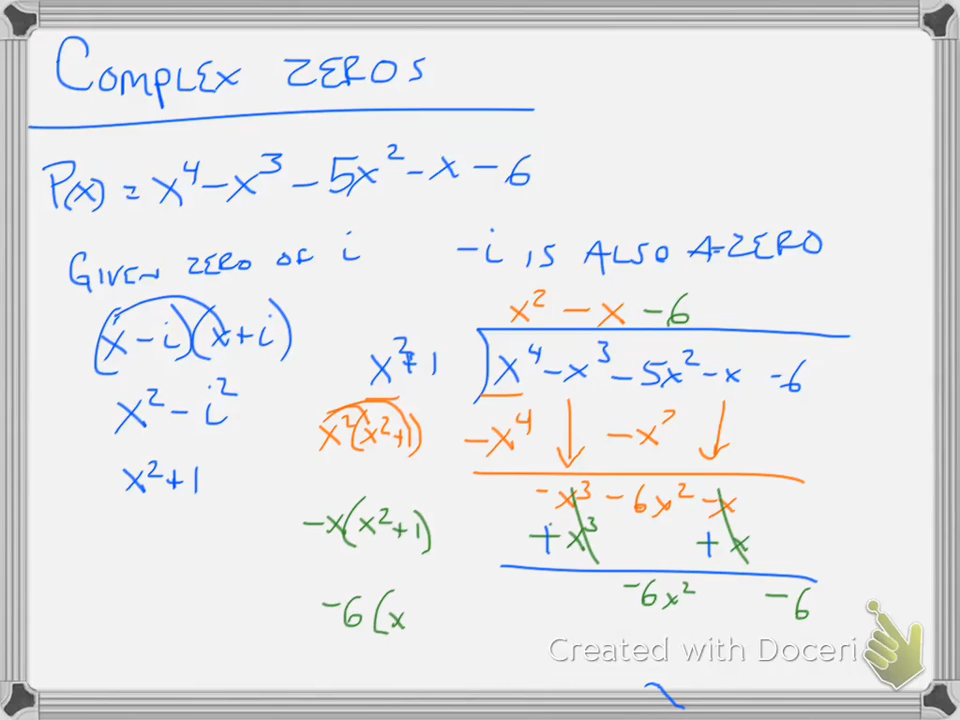 COMPLEX ZEROS
P(x) = x⁴ - x³ - 5x² - x - 6
GIVEN ZERO OF i
-i IS ALSO A ZERO
(x - i)(x + i)
x² - i²
x² + 1
x² - x - 6
x² + 1 ) x⁴ - x³ - 5x² - x - 6
x²(x² + 1) -x⁴ - x²
-x³ - 6x² - x
-x(x² + 1) + x³ + x
-6x² - 6
-6(x
Created with Doceri